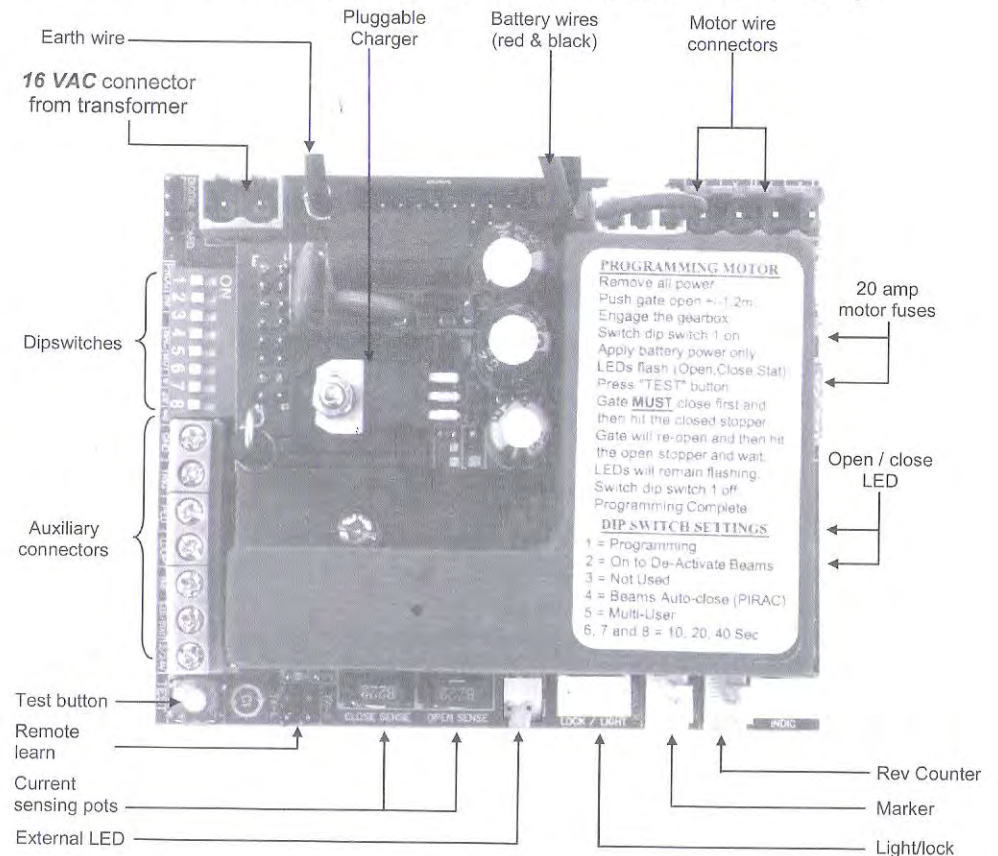 Earth wire
Pluggable
Charger
Battery wires
(red & black)
Motor wire
connectors
16 VAC connector
from transformer
Dipswitches
ON
1
2
3
4
5
6
7
8
Auxiliary
connectors
PROGRAMMING MOTOR
Remove all power
Push gate open +/-1.2m.
Engage the gearbox
Switch dip switch 1 on
Apply battery power only
LEDs flash (Open,Close Stat)
Press "TEST" button
Gate MUST close first and
then hit the closed stopper
Gate will re-open and then hit
the open stopper and wait.
LEDs will remain flashing.
Switch dip switch 1 off
Programming Complete
DIP SWITCH SETTINGS
1 = Programming
2 = On to De-Activate Beams
3 = Not Used
4 = Beams Auto-close (PIRAC)
5 = Multi-User
6, 7 and 8 = 10, 20, 40 Sec
20 amp
motor fuses
Open / close
LED
Test button
Remote
learn
Current
sensing pots
External LED
CLOSE SENSE
OPEN SENSE
LOCK / LIGHT
INDIC
Rev Counter
Marker
Light/lock